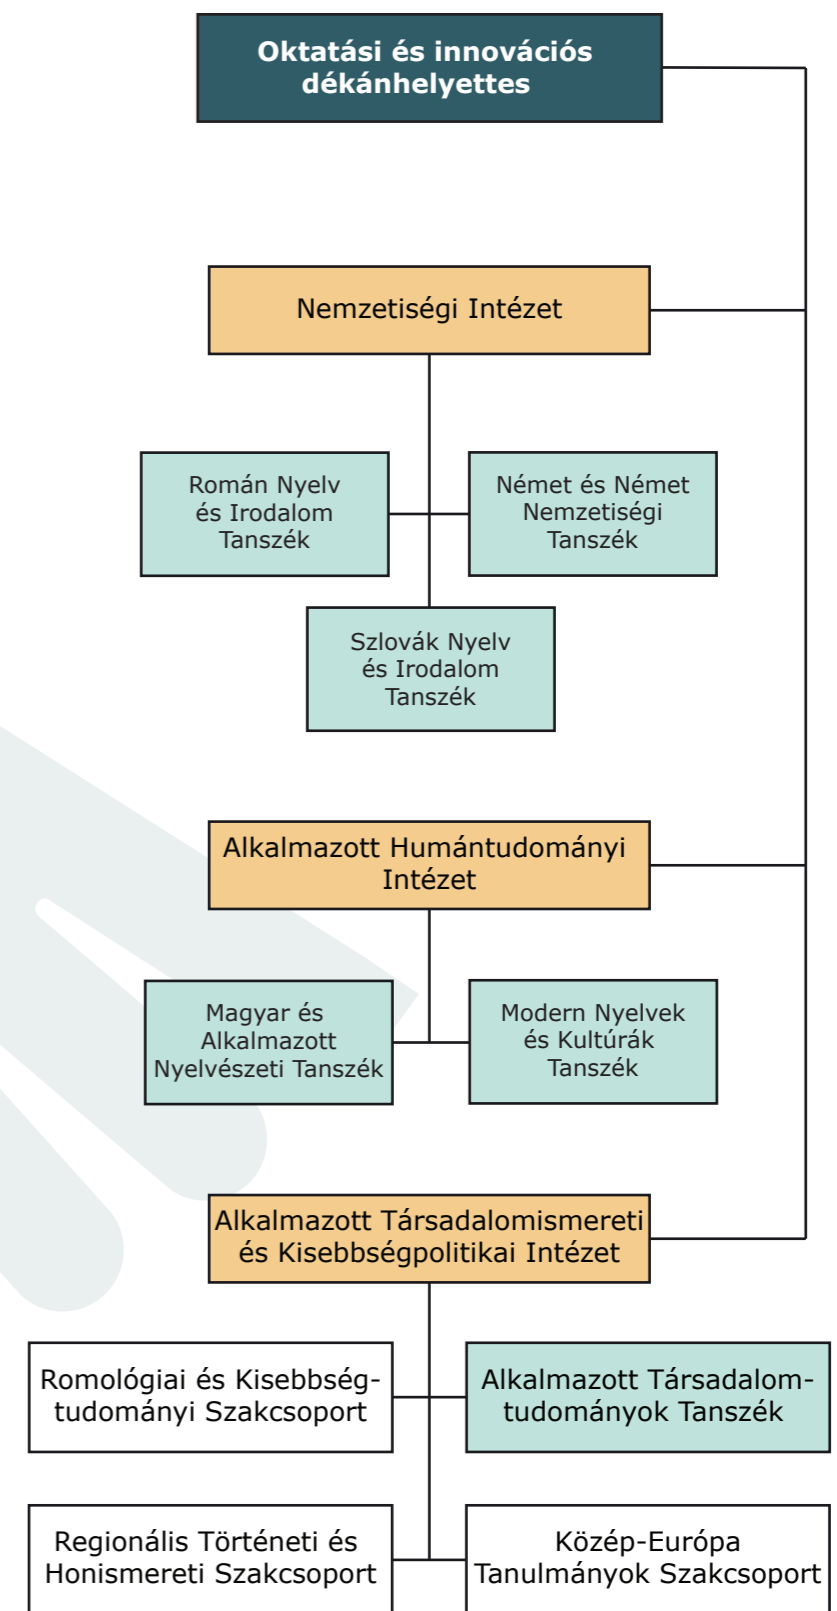 Oktatási és innovációs
dékánhelyettes
Nemzetiségi Intézet
Román Nyelv
és Irodalom
Tanszék
Német és Német
Nemzetiségi
Tanszék
Szlovák Nyelv
és Irodalom
Tanszék
Alkalmazott Humántudományi
Intézet
Magyar és
Alkalmazott
Nyelvészeti Tanszék
Modern Nyelvek
és Kultúrák
Tanszék
Alkalmazott Társadalomismereti
és Kisebbségpolitikai Intézet
Romológiai és Kisebbség-
tudományi Szakcsoport
Alkalmazott Társadalom-
tudományok Tanszék
Regionális Történeti és
Honismereti Szakcsoport
Közép-Európa
Tanulmányok Szakcsoport